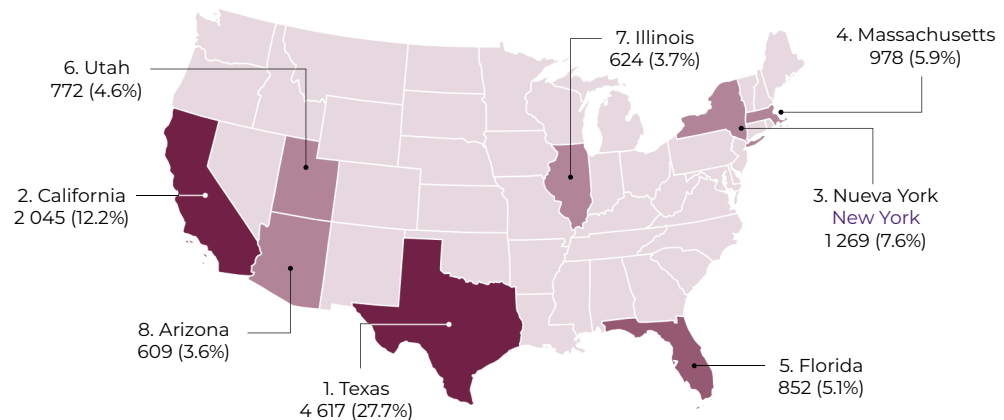 7. Illinois
624 (3.7%)
4. Massachusetts
978 (5.9%)
6. Utah
772 (4.6%)
2. California
2 045 (12.2%)
3. Nueva York
New York
1 269 (7.6%)
8. Arizona
609 (3.6%)
1. Texas
4 617 (27.7%)
5. Florida
852 (5.1%)